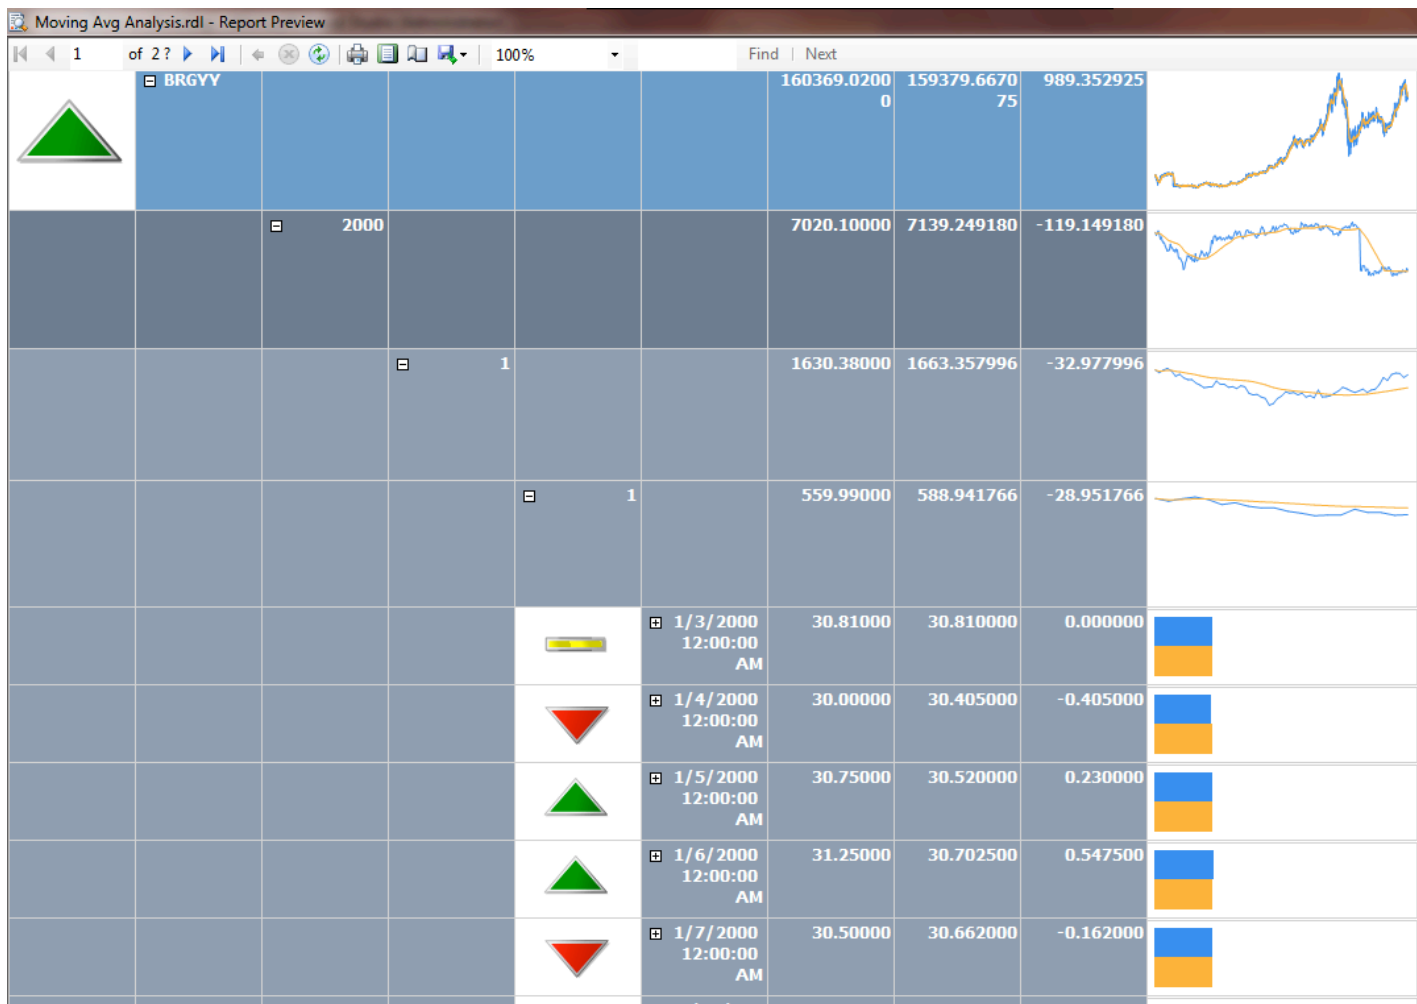 Moving Avg Analysis.rdl - Report Preview
1 of 2 ? 100% Find | Next
BRGYY 160369.0200 159379.6670 989.352925
0 75
2000 7020.10000 7139.249180 -119.149180
1 1630.38000 1663.357996 -32.977996
1 559.99000 588.941766 -28.951766
1/3/2000 30.81000 30.810000 0.000000
12:00:00
AM
1/4/2000 30.00000 30.405000 -0.405000
12:00:00
AM
1/5/2000 30.75000 30.520000 0.230000
12:00:00
AM
1/6/2000 31.25000 30.702500 0.547500
12:00:00
AM
1/7/2000 30.50000 30.662000 -0.162000
12:00:00
AM